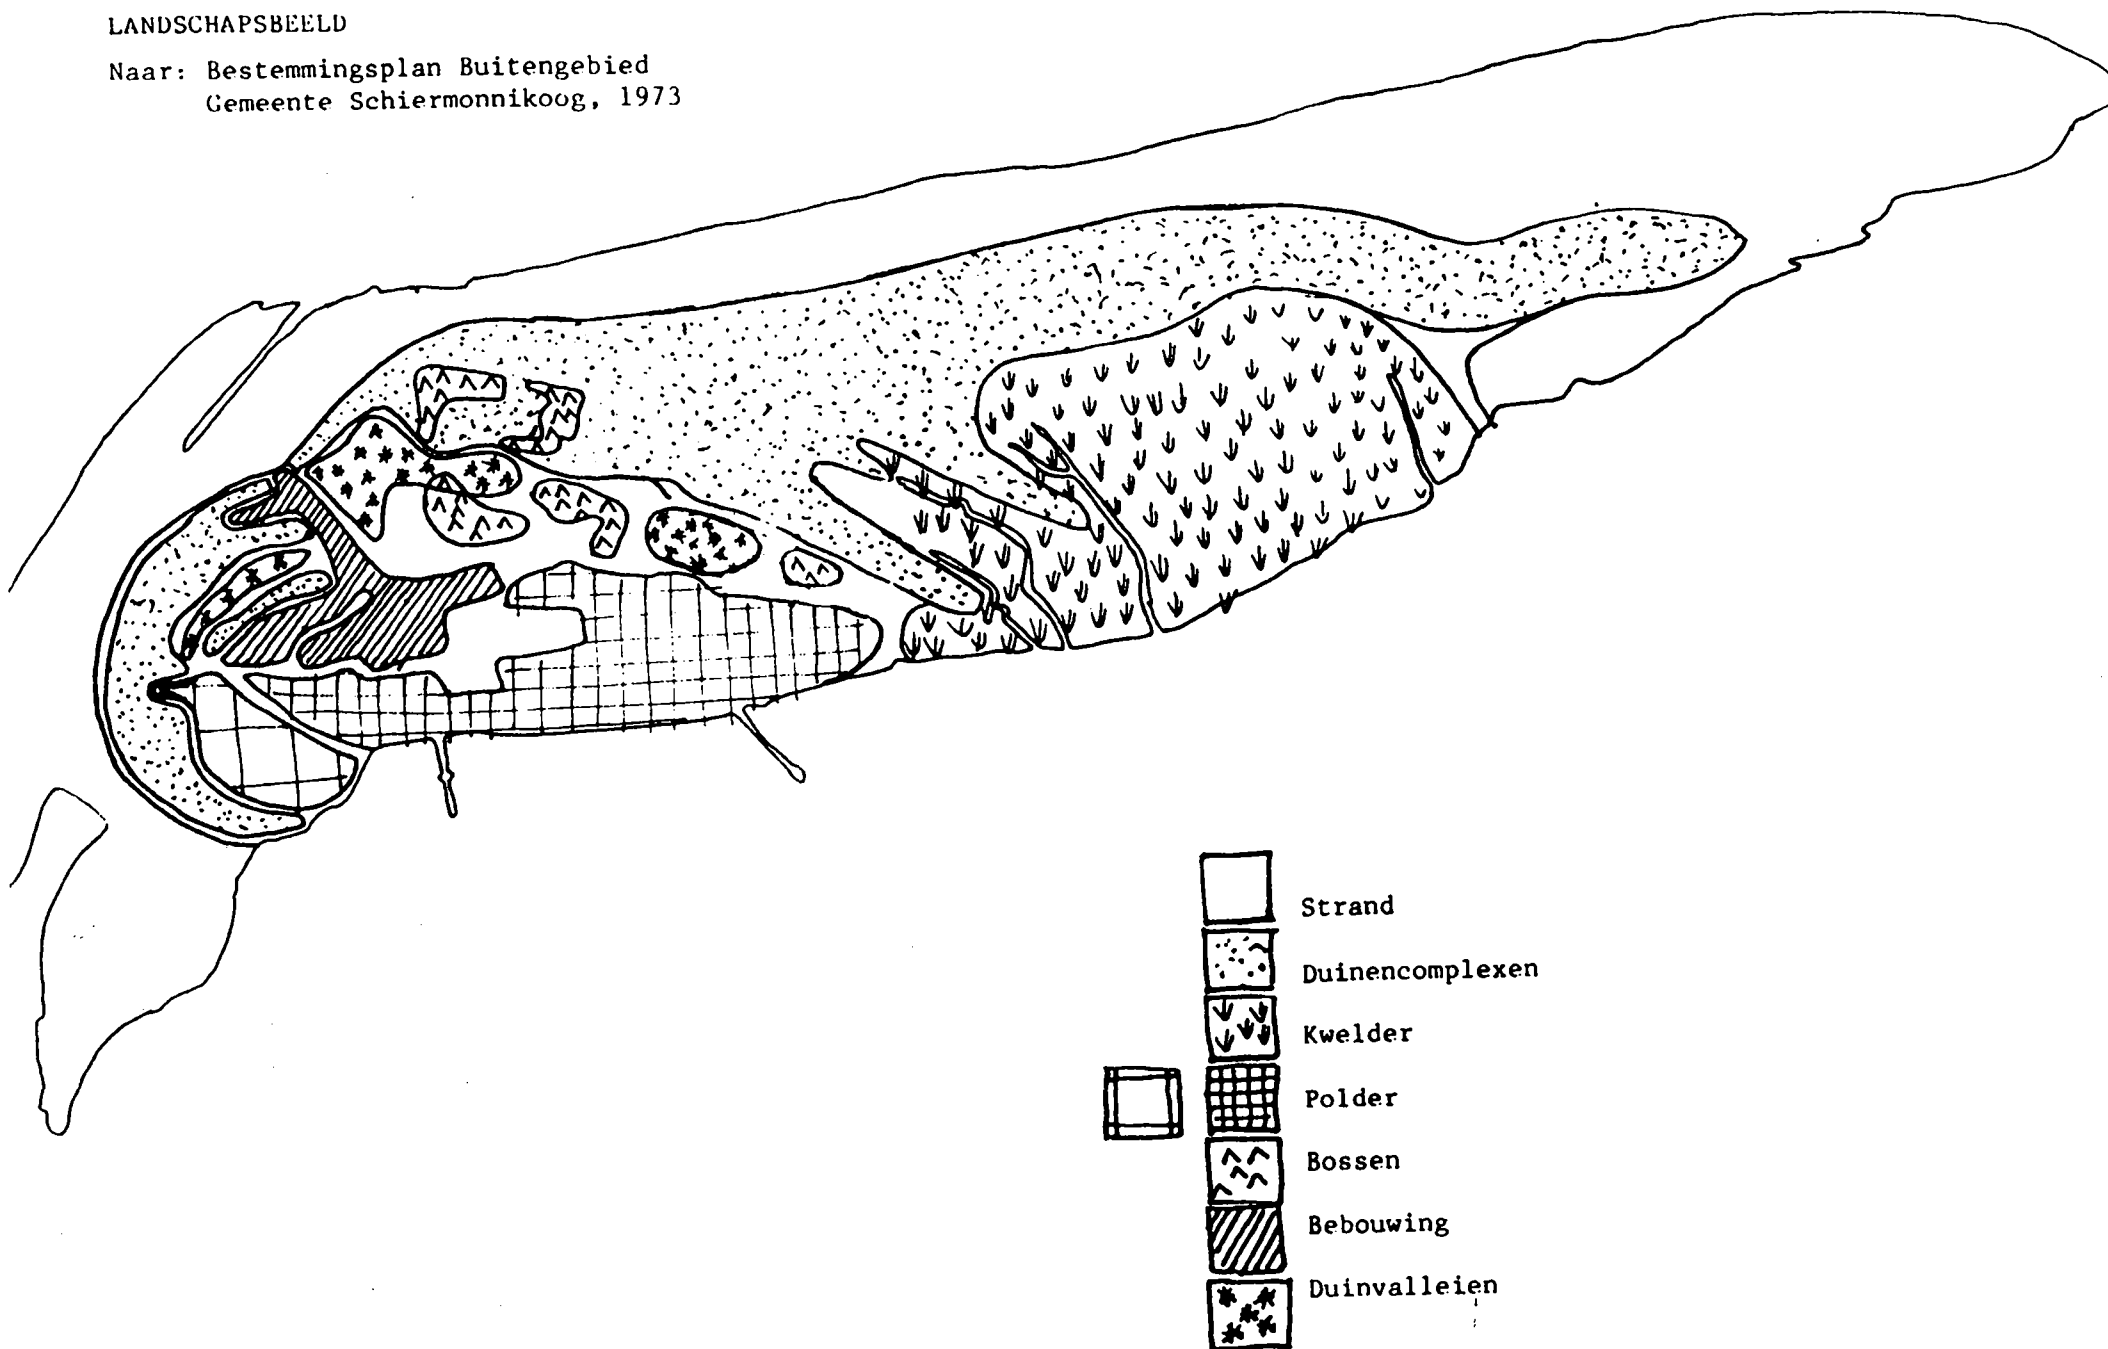 LANDSCHAPSBEELD
Naar: Bestemmingsplan Buitengebied
Gemeente Schiermonnikoog, 1973
Strand
Duinencomplexen
Kwelder
Polder
Bossen
Bebouwing
Duinvalleien